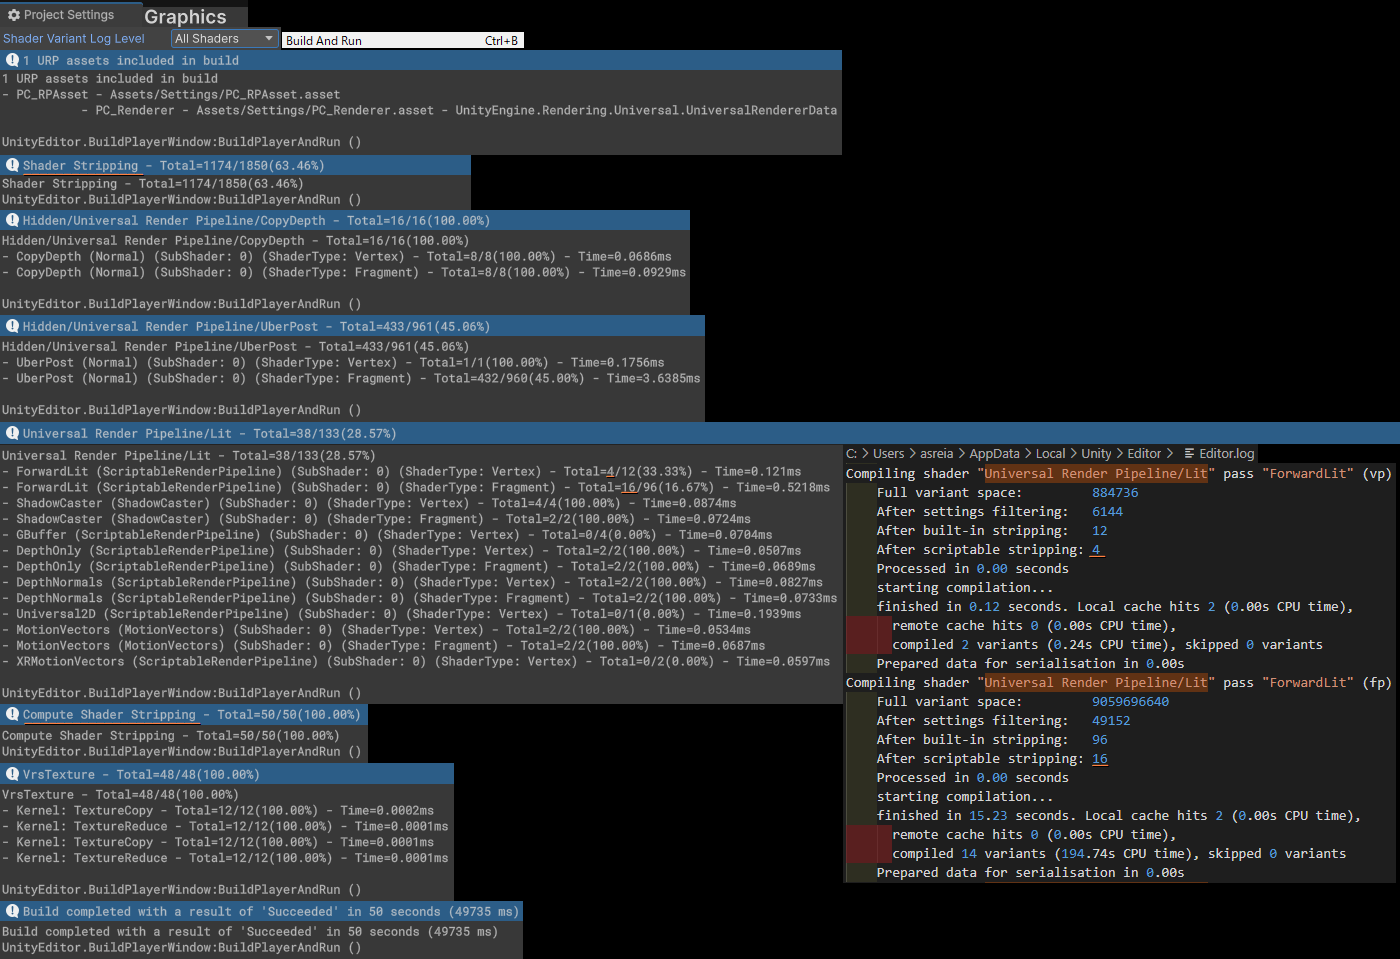 Project Settings
Graphics
Shader Variant Log Level
All Shaders
Build And Run Ctrl+B
1 URP assets included in build
1 URP assets included in build
- PC_RPAsset - Assets/Settings/PC_RPAsset.asset
- PC_Renderer - Assets/Settings/PC_Renderer.asset - UnityEngine.Rendering.Universal.UniversalRendererData
UnityEditor.BuildPlayerWindow:BuildPlayerAndRun ()
Shader Stripping - Total=1174/1850(63.46%)
Shader Stripping - Total=1174/1850(63.46%)
UnityEditor.BuildPlayerWindow:BuildPlayerAndRun ()
Hidden/Universal Render Pipeline/CopyDepth - Total=16/16(100.00%)
Hidden/Universal Render Pipeline/CopyDepth - Total=16/16(100.00%)
- CopyDepth (Normal) (SubShader: 0) (ShaderType: Vertex) - Total=8/8(100.00%) - Time=0.0686ms
- CopyDepth (Normal) (SubShader: 0) (ShaderType: Fragment) - Total=8/8(100.00%) - Time=0.0929ms
UnityEditor.BuildPlayerWindow:BuildPlayerAndRun ()
Hidden/Universal Render Pipeline/UberPost - Total=433/961(45.06%)
Hidden/Universal Render Pipeline/UberPost - Total=433/961(45.06%)
- UberPost (Normal) (SubShader: 0) (ShaderType: Vertex) - Total=1/1(100.00%) - Time=0.1756ms
- UberPost (Normal) (SubShader: 0) (ShaderType: Fragment) - Total=432/960(45.00%) - Time=3.6385ms
UnityEditor.BuildPlayerWindow:BuildPlayerAndRun ()
Universal Render Pipeline/Lit - Total=38/133(28.57%)
Universal Render Pipeline/Lit - Total=38/133(28.57%)
- ForwardLit (ScriptableRenderPipeline) (SubShader: 0) (ShaderType: Vertex) - Total=4/12(33.33%) - Time=0.121ms
- ForwardLit (ScriptableRenderPipeline) (SubShader: 0) (ShaderType: Fragment) - Total=16/96(16.67%) - Time=0.5218ms
- ShadowCaster (ShadowCaster) (SubShader: 0) (ShaderType: Vertex) - Total=4/4(100.00%) - Time=0.0874ms
- ShadowCaster (ShadowCaster) (SubShader: 0) (ShaderType: Fragment) - Total=2/2(100.00%) - Time=0.0724ms
- GBuffer (ScriptableRenderPipeline) (SubShader: 0) (ShaderType: Vertex) - Total=0/4(0.00%) - Time=0.0704ms
- DepthOnly (ScriptableRenderPipeline) (SubShader: 0) (ShaderType: Vertex) - Total=2/2(100.00%) - Time=0.0507ms
- DepthOnly (ScriptableRenderPipeline) (SubShader: 0) (ShaderType: Fragment) - Total=2/2(100.00%) - Time=0.0689ms
- DepthNormals (ScriptableRenderPipeline) (SubShader: 0) (ShaderType: Vertex) - Total=2/2(100.00%) - Time=0.0827ms
- DepthNormals (ScriptableRenderPipeline) (SubShader: 0) (ShaderType: Fragment) - Total=2/2(100.00%) - Time=0.0733ms
- Universal2D (ScriptableRenderPipeline) (SubShader: 0) (ShaderType: Vertex) - Total=0/1(0.00%) - Time=0.1939ms
- MotionVectors (MotionVectors) (SubShader: 0) (ShaderType: Vertex) - Total=2/2(100.00%) - Time=0.0534ms
- MotionVectors (MotionVectors) (SubShader: 0) (ShaderType: Fragment) - Total=2/2(100.00%) - Time=0.0687ms
- XRMotionVectors (ScriptableRenderPipeline) (SubShader: 0) (ShaderType: Vertex) - Total=0/2(0.00%) - Time=0.0597ms
UnityEditor.BuildPlayerWindow:BuildPlayerAndRun ()
Compute Shader Stripping - Total=50/50(100.00%)
Compute Shader Stripping - Total=50/50(100.00%)
UnityEditor.BuildPlayerWindow:BuildPlayerAndRun ()
VrsTexture - Total=48/48(100.00%)
VrsTexture - Total=48/48(100.00%)
- Kernel: TextureCopy - Total=12/12(100.00%) - Time=0.0002ms
- Kernel: TextureReduce - Total=12/12(100.00%) - Time=0.0001ms
- Kernel: TextureCopy - Total=12/12(100.00%) - Time=0.0001ms
- Kernel: TextureReduce - Total=12/12(100.00%) - Time=0.0001ms
UnityEditor.BuildPlayerWindow:BuildPlayerAndRun ()
Build completed with a result of 'Succeeded' in 50 seconds (49735 ms)
Build completed with a result of 'Succeeded' in 50 seconds (49735 ms)
UnityEditor.BuildPlayerWindow:BuildPlayerAndRun ()
C: > Users > asreia > AppData > Local > Unity > Editor > Editor.log
Compiling shader "Universal Render Pipeline/Lit" pass "ForwardLit" (vp)
Full variant space: 884736
After settings filtering: 6144
After built-in stripping: 12
After scriptable stripping: 4
Processed in 0.00 seconds
starting compilation...
finished in 0.12 seconds. Local cache hits 2 (0.00s CPU time),
remote cache hits 0 (0.00s CPU time),
compiled 2 variants (0.24s CPU time), skipped 0 variants
Prepared data for serialisation in 0.00s
Compiling shader "Universal Render Pipeline/Lit" pass "ForwardLit" (fp)
Full variant space: 9059696640
After settings filtering: 49152
After built-in stripping: 96
After scriptable stripping: 16
Processed in 0.00 seconds
starting compilation...
finished in 15.23 seconds. Local cache hits 2 (0.00s CPU time),
remote cache hits 0 (0.00s CPU time),
compiled 14 variants (194.74s CPU time), skipped 0 variants
Prepared data for serialisation in 0.00s